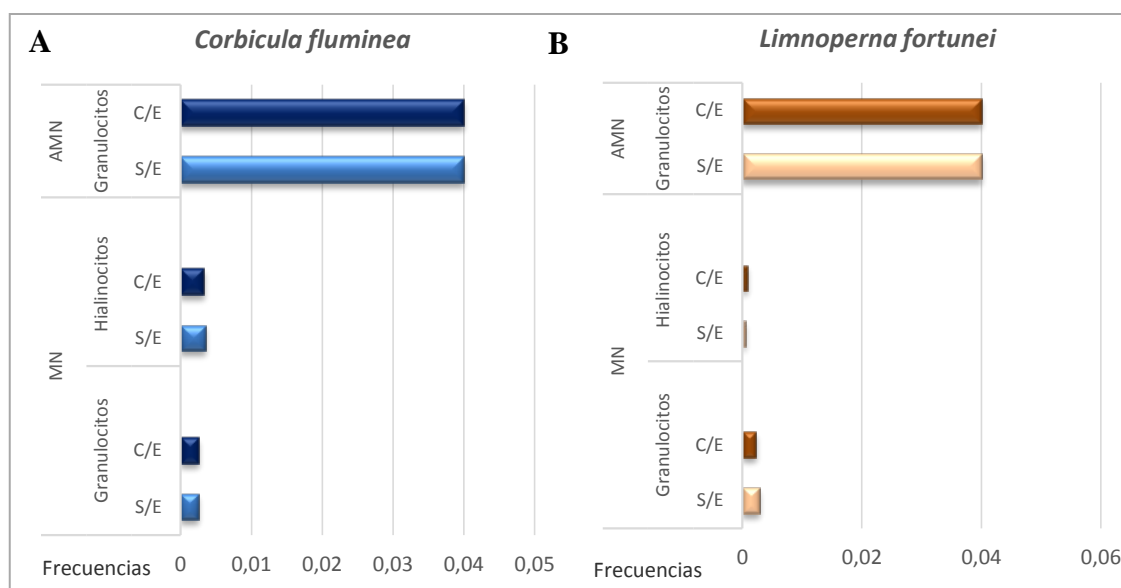 A
Corbicula fluminea
AMN
Granulocitos
C/E
S/E
MN
Hialinocitos
C/E
S/E
Granulocitos
C/E
S/E
Frecuencias
0 0,01 0,02 0,03 0,04 0,05
B
Limnoperna fortunei
AMN
Granulocitos
C/E
S/E
MN
Hialinocitos
C/E
S/E
Granulocitos
C/E
S/E
Frecuencias
0 0,02 0,04 0,06